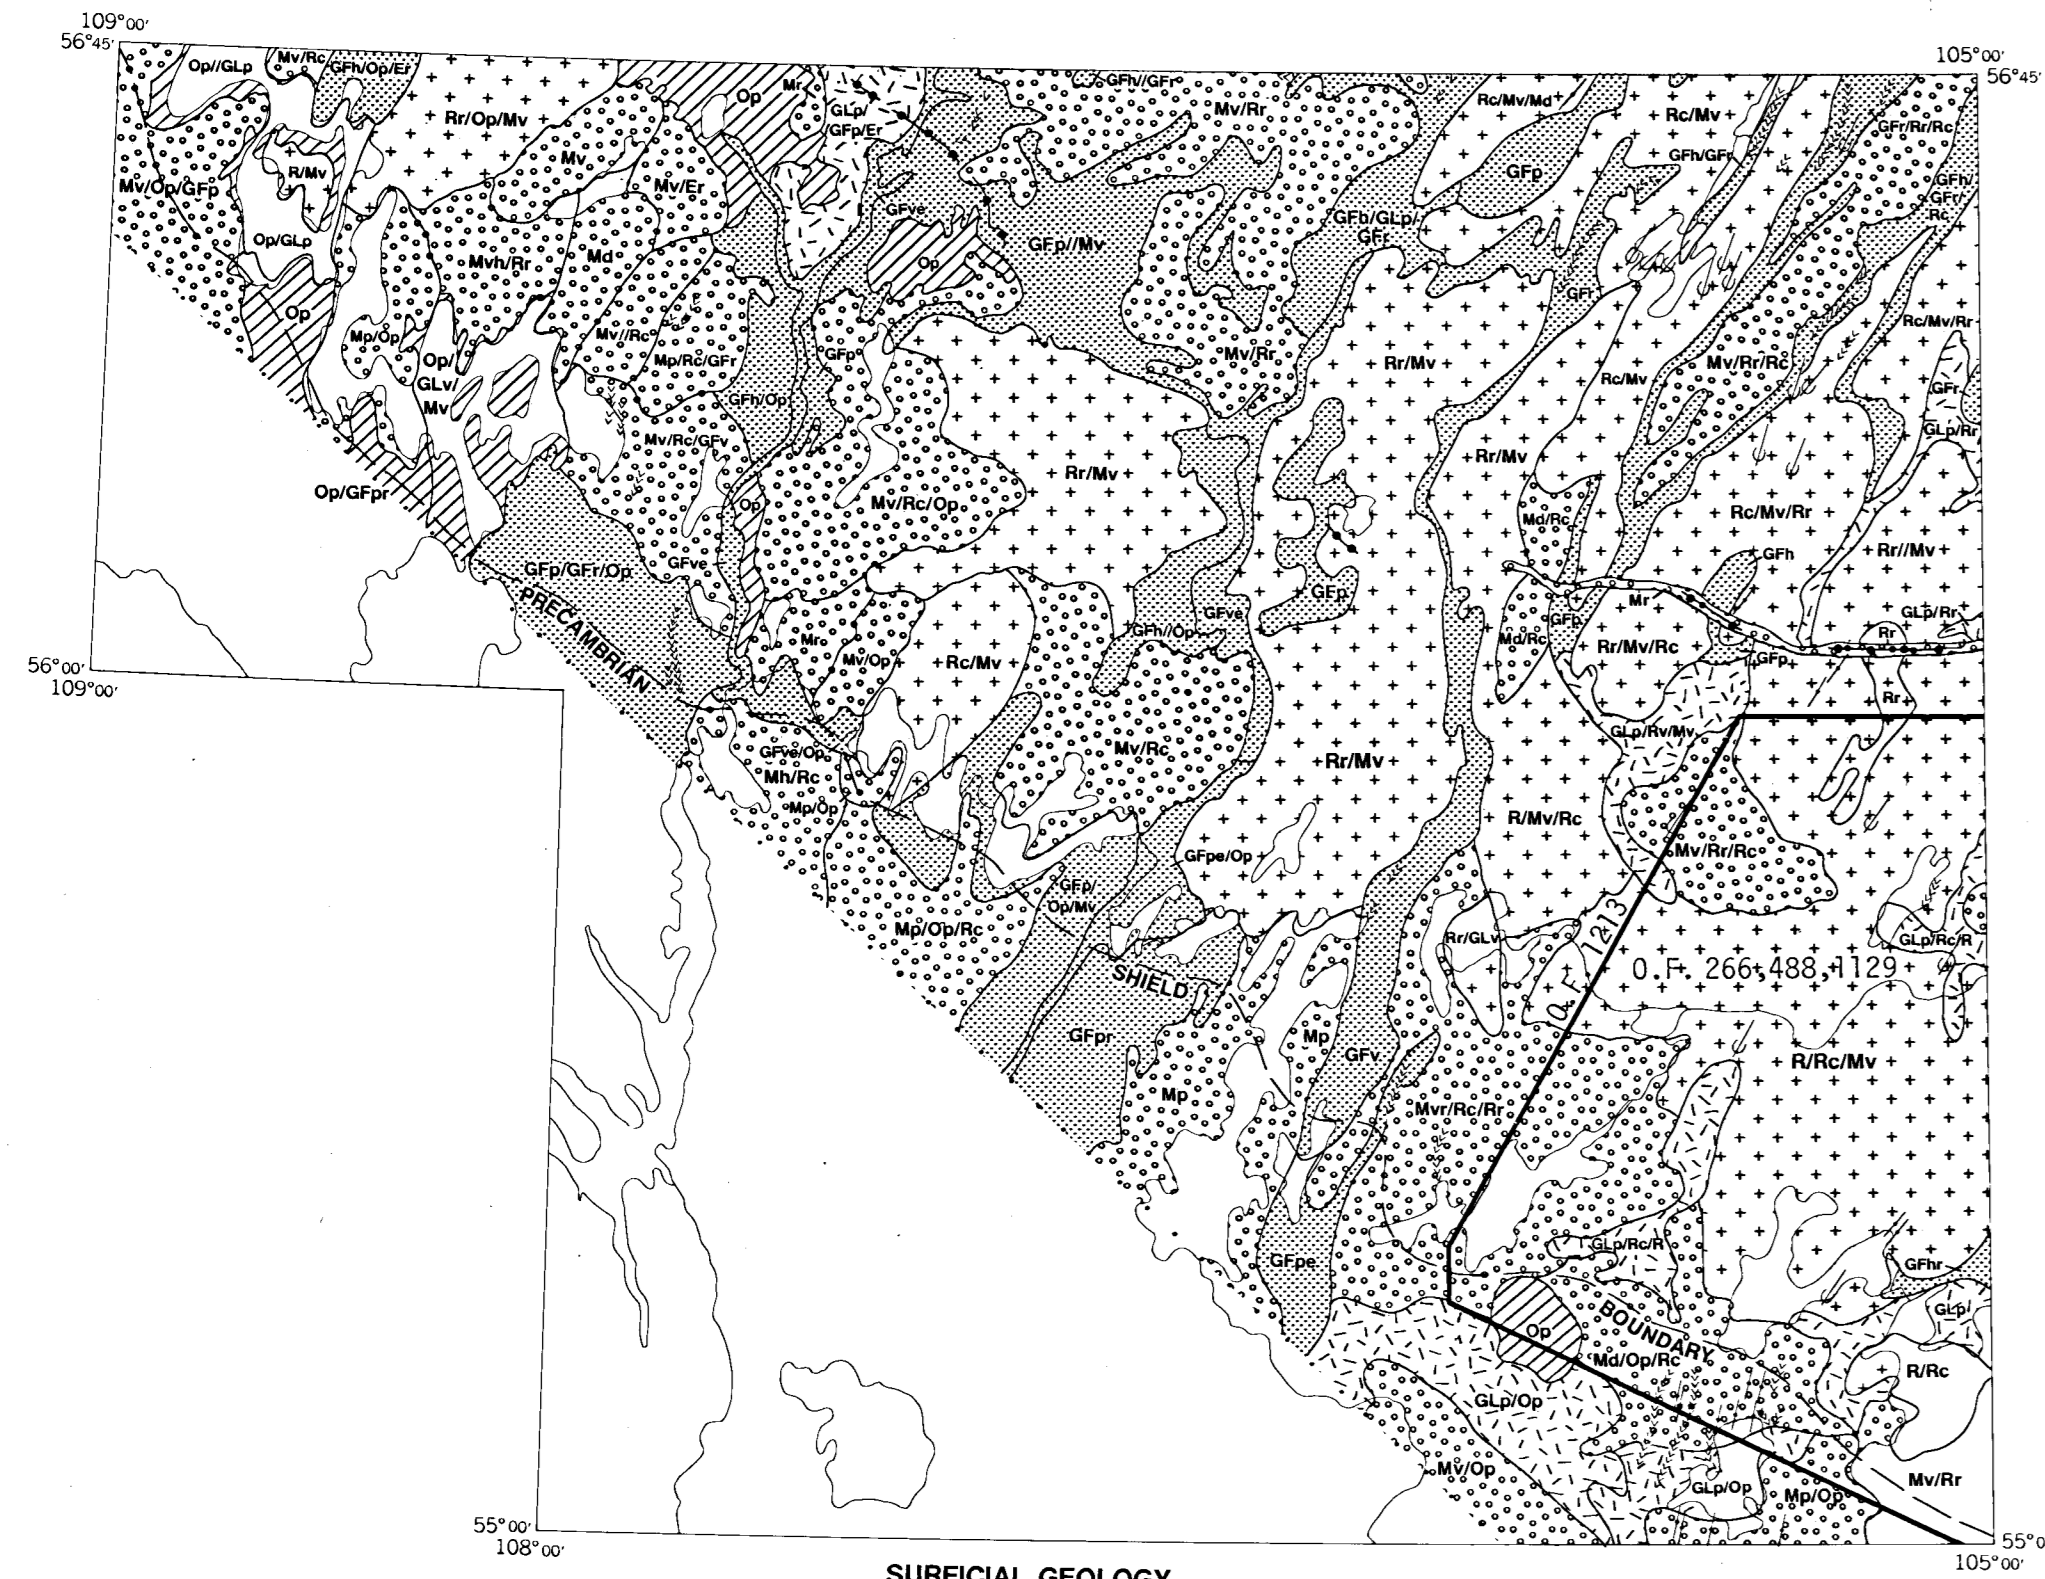 109°00'
56°45'
105°00'
56°45'
Op//GLp
Mv/Rc
GFh/Op/Er
Rr/Op/Mv
Op
Mr
GLp/
GFp/Er
GFh//GFr
Mv/Rr
Rc/Mv/Md
Rc/Mv
GFr/Rr/Rc
GFh/GFr
GFp
Mv
R/Mv
Mv/Er
Mv/Op/GFp
GFh/
GFr/
Rc
GFve
GFh/GLp/
GFr
Op/GLp
GFp//Mv
Mvh/Rr
Md
Op
GFr
Op
Mp/Op
Mv//Rc
Mp/Rc/GFr
GFp
Mv/Rr
Rr/Mv
Rc/Mv/Rr
Op/
GLv/
Mv
Mv/Rr/Rc
Rc/Mv
GFr
GFh/Op
GLp/Rr
Mv/Rc/GFv
Rr/Mv
Rr/Mv
Op/GFpr
Op
Mv/Rc/Op
Md/Rc
Rc/Mv/Rr
GFp/GFr/Op
GFve
GFh
Rr//Mv
PRECAMBRIAN
GFp
GFve
Mr
GLp/Rr
GFp
GFh//Op
Mr
Md/Rc
Rr/Mv/Rc
Rr
Mv/Op
Rc/Mv
GFp
56°00'
109°00'
Rr
GLp/Rv/Mv
GFve/Op
Mv/Rc
Rr/Mv
Mh/Rc
Mp/Op
R/Mv/Rc
Mv/Rr/Rc
GFpe/Op
GFp/
Op/Mv
Mp/Op/Rc
Rr/GLv
O.F. 1213
GLp/Rc/R
O.F. 266,488,1129
SHIELD
GFpr
Mp
GFv
R/Rc/Mv
Mp
Mvr/Rc/Rr
GFpe
GLp/Rc/R
GFhr
GLp/
BOUNDARY
Op
Md/Op/Rc
R/Rc
GLp/Op
Mv/Op
GLp/Op
Mp/Op
Mv/Rr
55°00'
108°00'
55°0
105°00'
SURFICIAL GEOLOGY